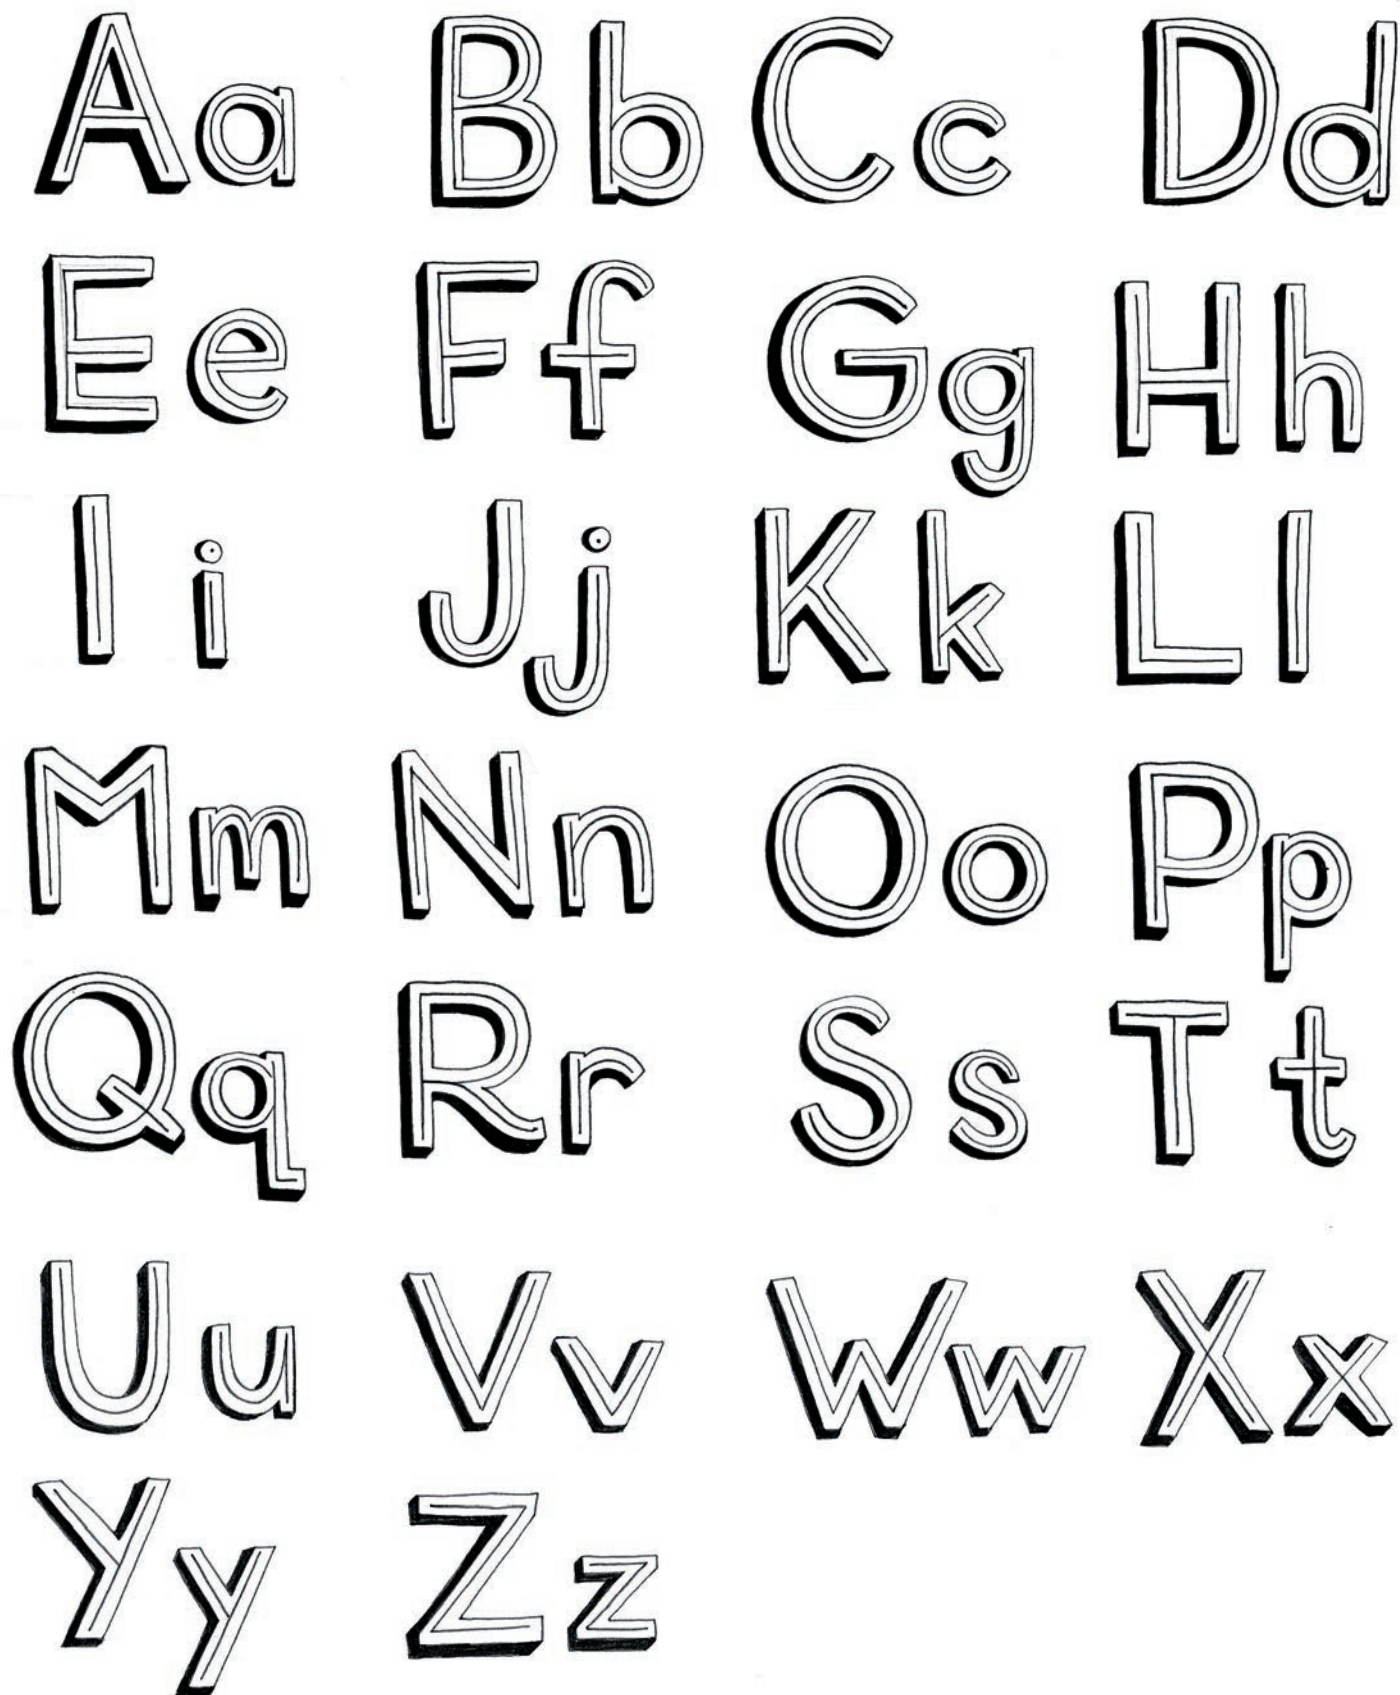 Aa Bb Cc Dd
Ee Ff Gg Hh
Ii Jj Kk Ll
Mm Nn Oo Pp
Qq Rr Ss Tt
Uu Vv Ww Xx
Yy Zz